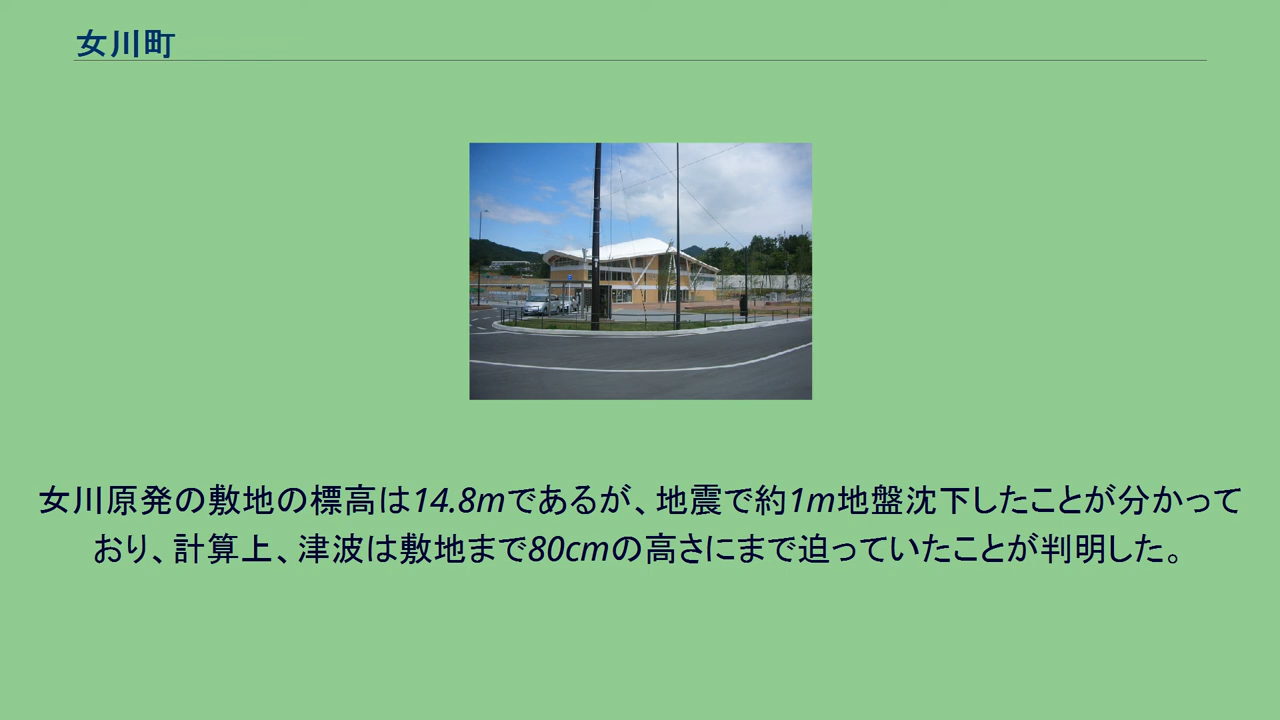 女川町
女川原発の敷地の標高は14.8mであるが、地震で約1m地盤沈下したことが分かって
おり、計算上、津波は敷地まで80cmの高さにまで迫っていたことが判明した。